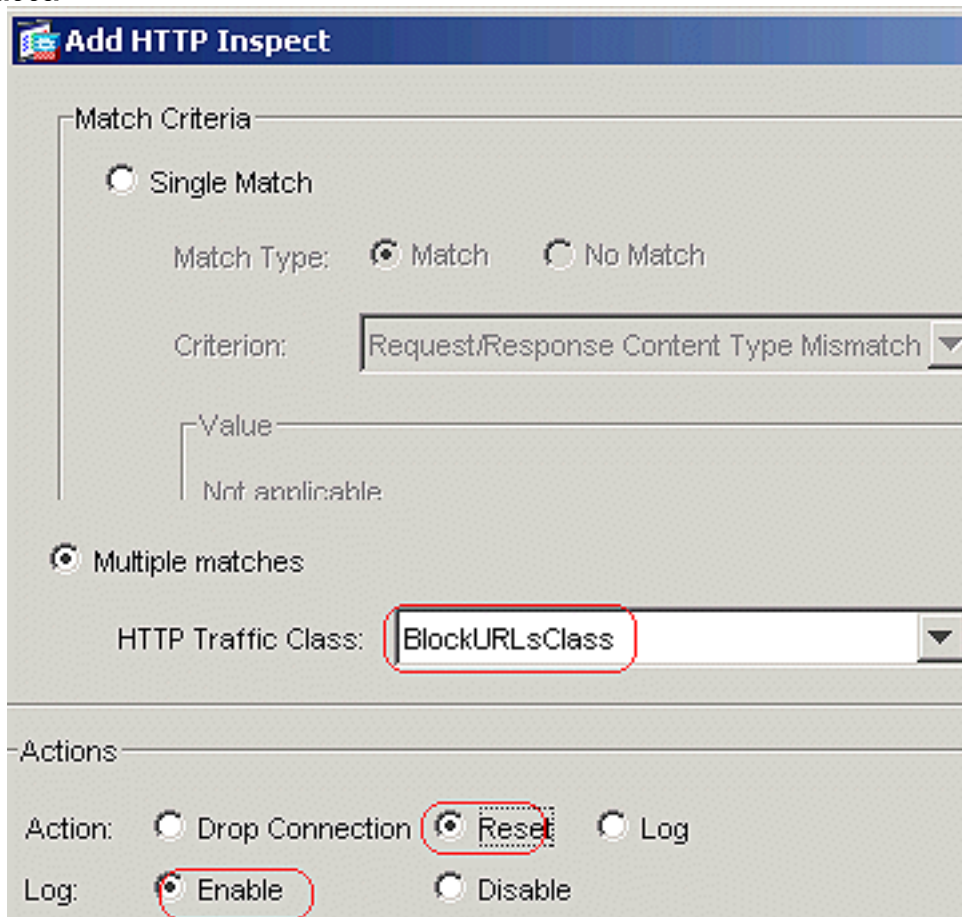 Add HTTP Inspect
Match Criteria
Single Match
Match Type: Match No Match
Criterion: Request/Response Content Type Mismatch
Value
Not applicable
Multiple matches
HTTP Traffic Class: BlockURLsClass
Actions
Action: Drop Connection Reset Log
Log: Enable Disable